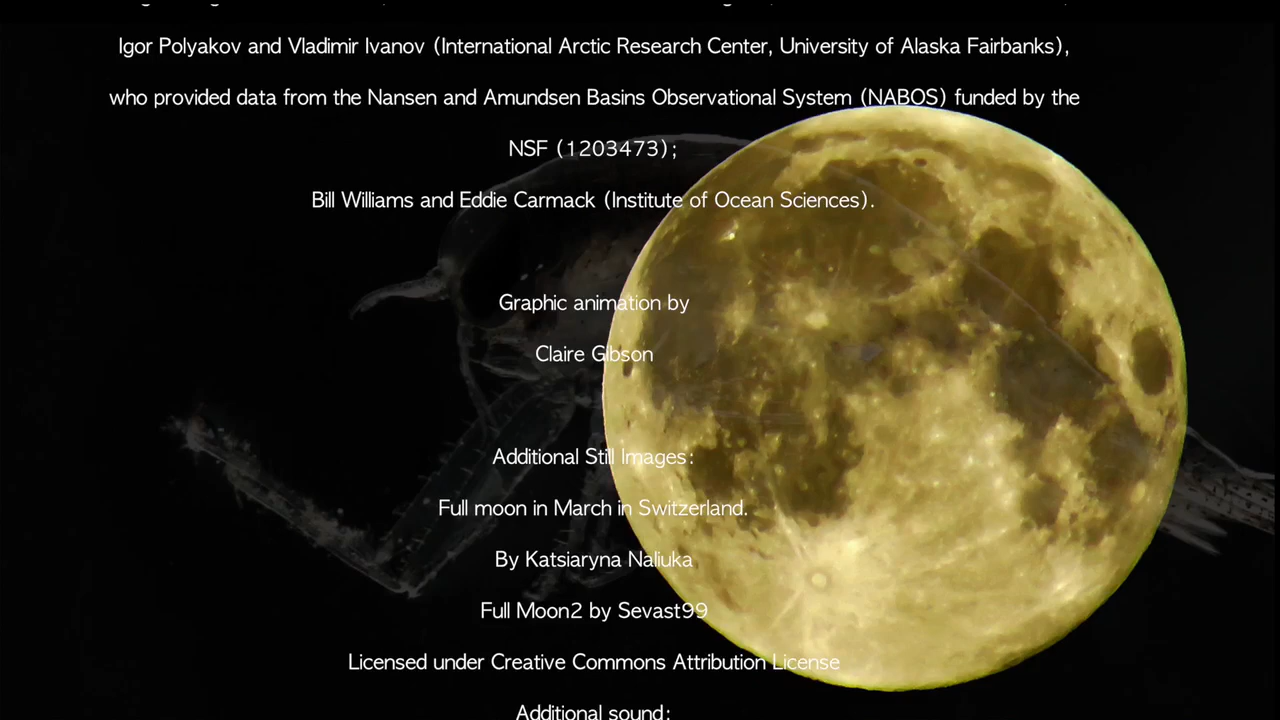 Igor Polyakov and Vladimir Ivanov (International Arctic Research Center, University of Alaska Fairbanks),
who provided data from the Nansen and Amundsen Basins Observational System (NABOS) funded by the
NSF (1203473);
Bill Williams and Eddie Carmack (Institute of Ocean Sciences).
Graphic animation by
Claire Gibson
Additional Still Images:
Full moon in March in Switzerland.
By Katsiaryna Naliuka
Full Moon2 by Sevast99
Licensed under Creative Commons Attribution License
Additional sound: